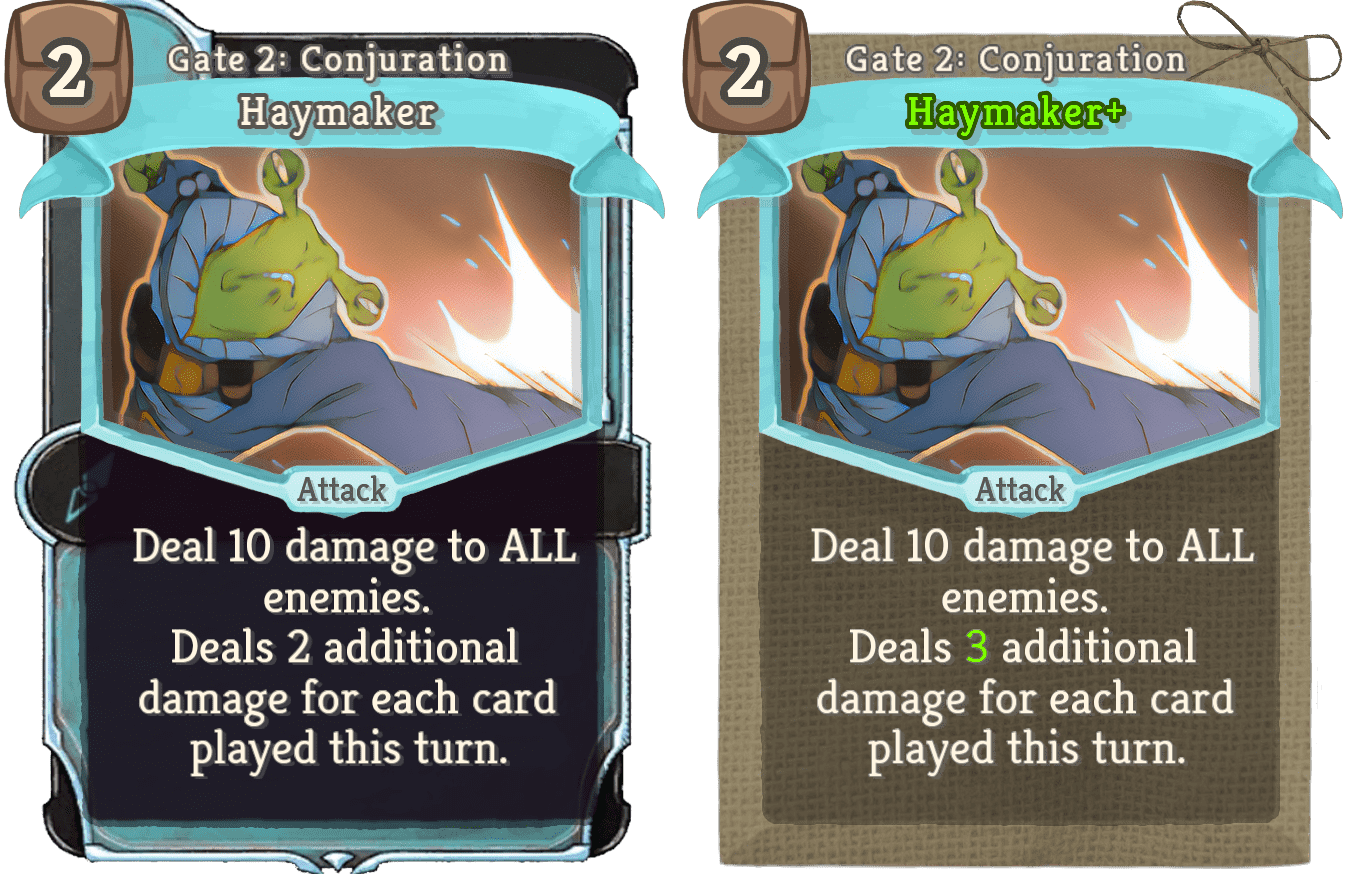 2
Gate 2: Conjuration
Haymaker
Attack
Deal 10 damage to ALL
enemies.
Deals 2 additional
damage for each card
played this turn.
2
Gate 2: Conjuration
Haymaker+
Attack
Deal 10 damage to ALL
enemies.
Deals 3 additional
damage for each card
played this turn.